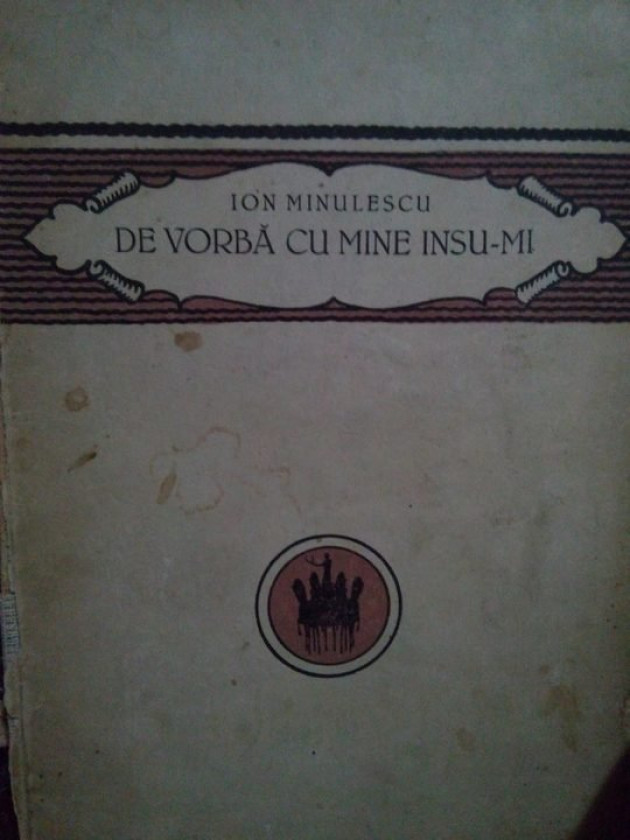 ION MINULESCU
DE VORBĂ CU MINE INSU-MI